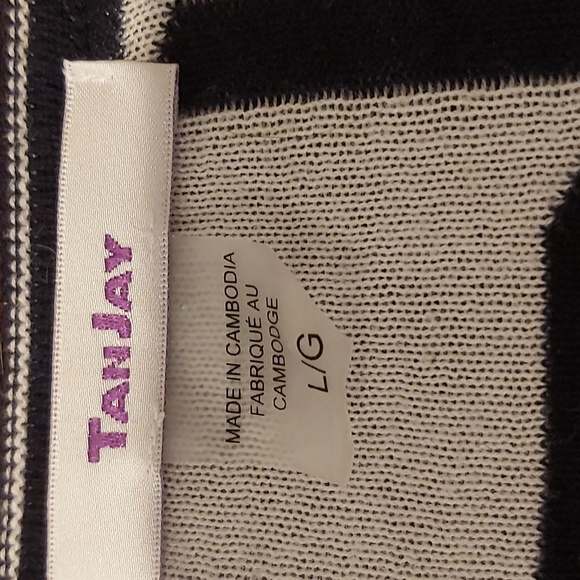 TANJAY
MADE IN CAMBODIA
FABRIQUÉ AU
CAMBODGE
L/G